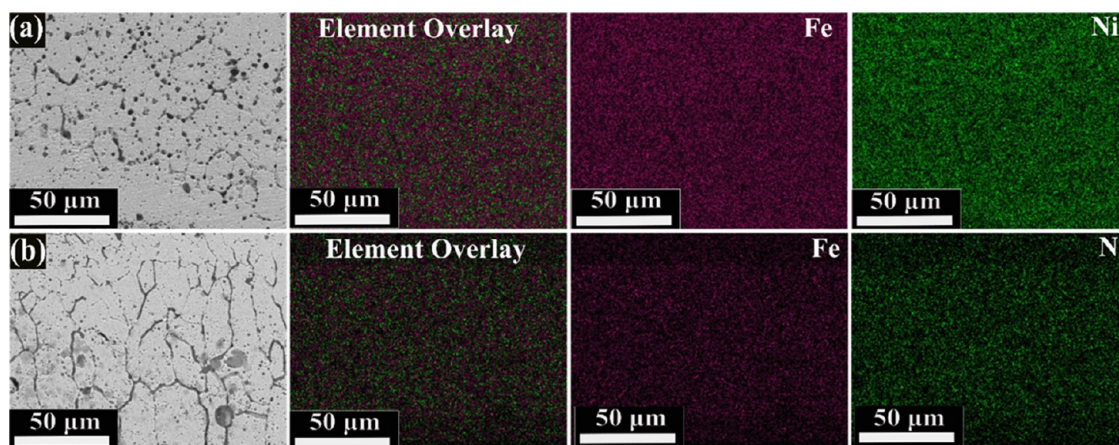 (a) Element Overlay Fe Ni
50 μm 50 μm 50 μm 50 μm
(b) Element Overlay Fe N
50 μm 50 μm 50 μm 50 μm